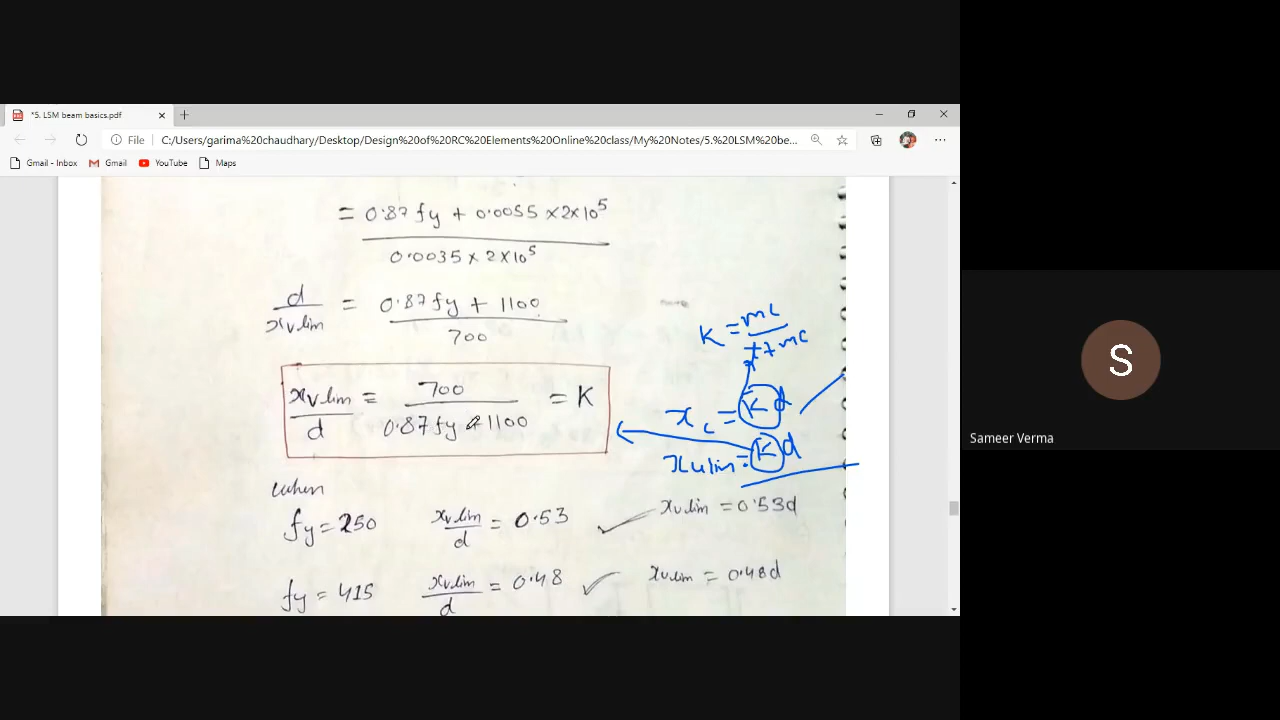 *5. LSM beam basics.pdf
File C:/Users/garima%20chaudhary/Desktop/Design%20of%20RC%20Elements%20Online%20class/My%20Notes/5.%20LSM%20be...
Gmail - Inbox Gmail YouTube Maps
= 0.87 fy + 0.0055 × 2×10⁵
0.0035 × 2 × 10⁵
d / xu lim = 0.87 fy + 1100 / 700
K = mc / t + mc
xu lim / d = 700 / 0.87 fy + 1100 = K
xc = K d
xu lim = K d
when
fy = 250 xu lim / d = 0.53 ✓ xu lim = 0.53d
fy = 415 xu lim / d = 0.48 ✓ xu lim = 0.48d
S
Sameer Verma